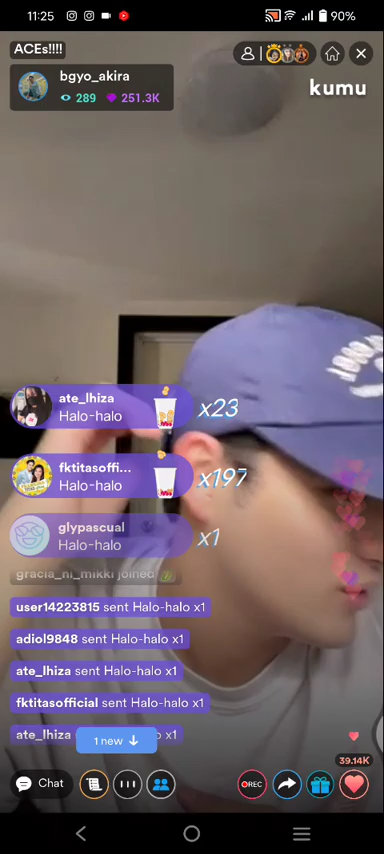 11:25
90%
ACEs!!!!
bgyo_akira
289 251.3K
kumu
ate_lhiza
Halo-halo
x23
fktitasoffi...
Halo-halo
x197
glypascual
Halo-halo
x1
gracia_ni_mikki joined
user14223815 sent Halo-halo x1
adiol9848 sent Halo-halo x1
ate_lhiza sent Halo-halo x1
fktitasofficial sent Halo-halo x1
ate_lhiza
x1
1 new ↓
39.14K
Chat
REC